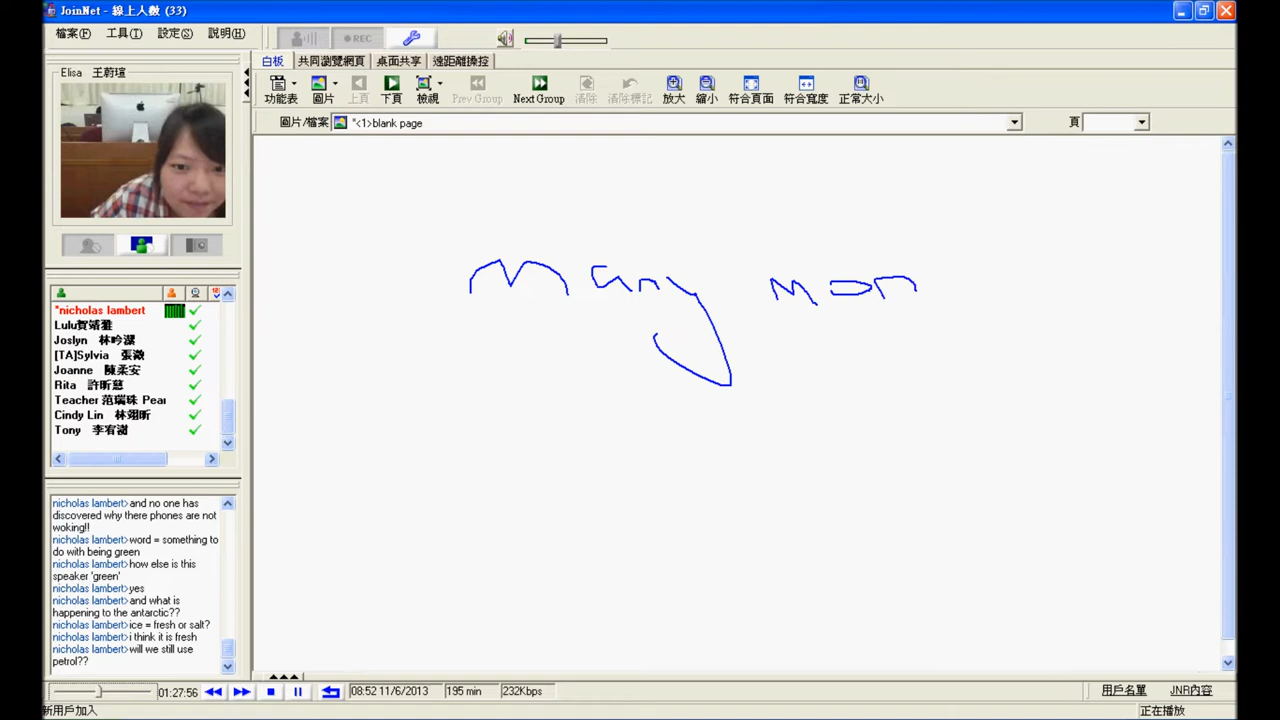 JoinNet - 線上人數 (33)
檔案(F) 工具(I) 設定(S) 說明(H)
REC
Elisa 王蔚瑄
白板 共同瀏覽網頁 桌面共享 遠距離操控
功能表 圖片 上頁 下頁 檢視 Prev Group Next Group 清除 清除標記 放大 縮小 符合頁面 符合寬度 正常大小
圖片/檔案 *<1>blank page 頁
many mon
*nicholas lambert
Lulu賀靖雅
Joslyn 林吟潔
[TA]Sylvia 張澂
Joanne 陳柔安
Rita 許昕慈
Teacher 范瑞珠 Pear
Cindy Lin 林翊昕
Tony 李宥澍
nicholas lambert>and no one has
discovered why there phones are not
woking!!
nicholas lambert>word = something to
do with being green
nicholas lambert>how else is this
speaker 'green'
nicholas lambert>yes
nicholas lambert>and what is
happening to the antarctic??
nicholas lambert>ice = fresh or salt?
nicholas lambert>i think it is fresh
nicholas lambert>will we still use
petrol??
01:27:56 08:52 11/6/2013 195 min 232Kbps 用戶名單 JNR內容
新用戶加入 正在播放